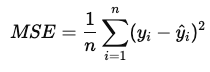 MSE = \frac{1}{n} \sum_{i=1}^{n} (y_i - \hat{y}_i)^2